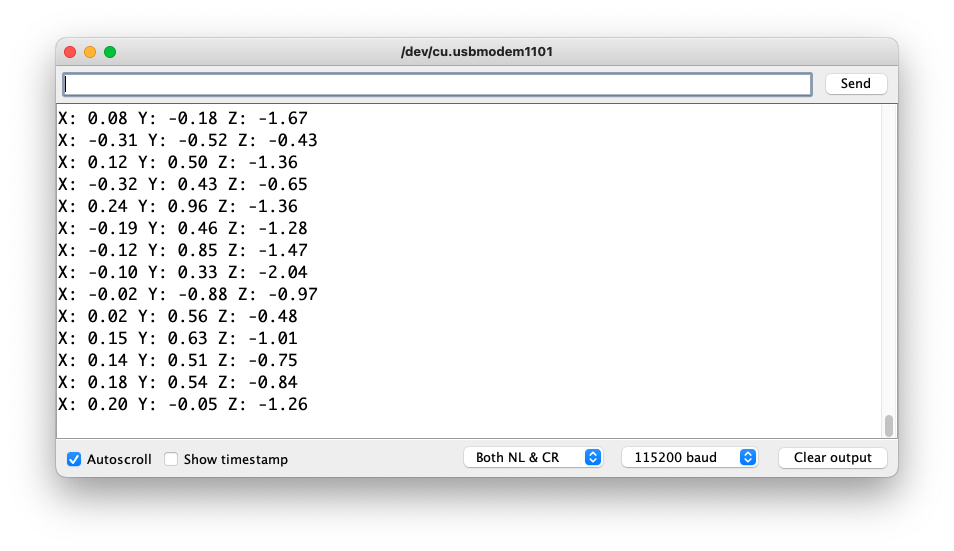 /dev/cu.usbmodem1101
Send
X: 0.08 Y: -0.18 Z: -1.67
X: -0.31 Y: -0.52 Z: -0.43
X: 0.12 Y: 0.50 Z: -1.36
X: -0.32 Y: 0.43 Z: -0.65
X: 0.24 Y: 0.96 Z: -1.36
X: -0.19 Y: 0.46 Z: -1.28
X: -0.12 Y: 0.85 Z: -1.47
X: -0.10 Y: 0.33 Z: -2.04
X: -0.02 Y: -0.88 Z: -0.97
X: 0.02 Y: 0.56 Z: -0.48
X: 0.15 Y: 0.63 Z: -1.01
X: 0.14 Y: 0.51 Z: -0.75
X: 0.18 Y: 0.54 Z: -0.84
X: 0.20 Y: -0.05 Z: -1.26
Autoscroll Show timestamp Both NL & CR 115200 baud Clear output